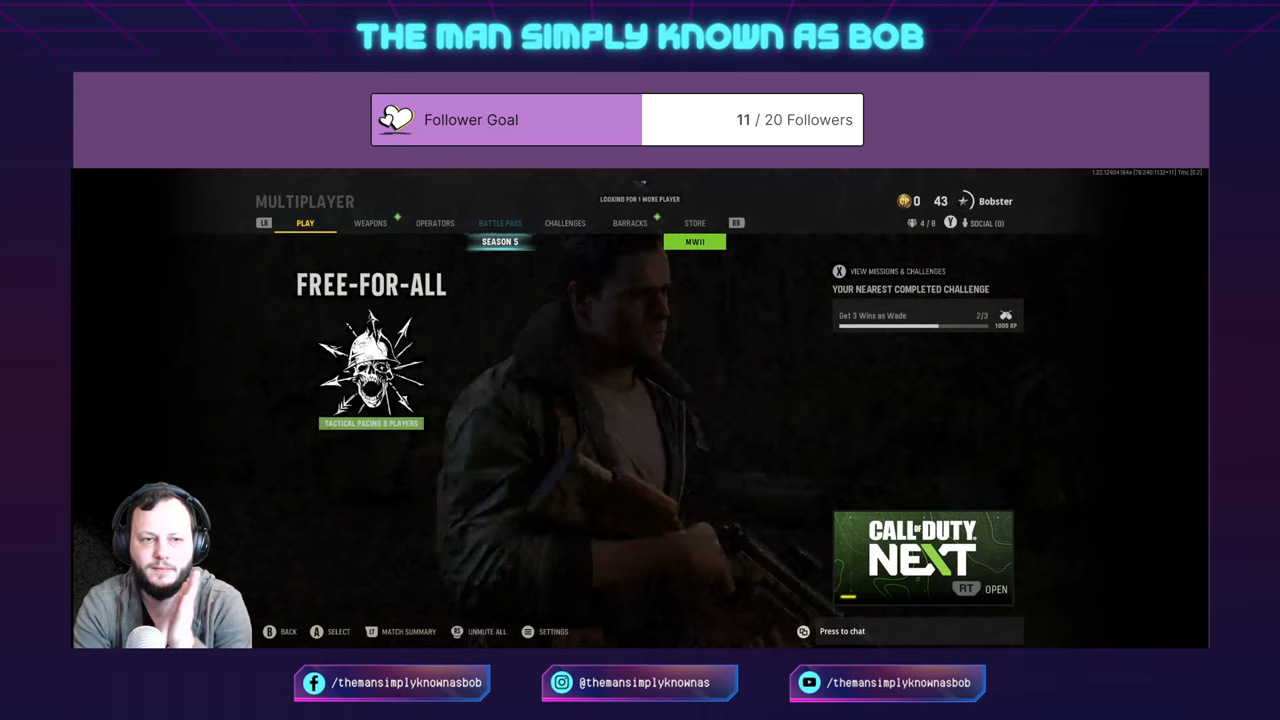 THE MAN SIMPLY KNOWN AS BOB
Follower Goal
11 / 20 Followers
MULTIPLAYER
LOOKING FOR 1 MORE PLAYER
0 43 Bobster
LB PLAY WEAPONS OPERATORS BATTLE PASS CHALLENGES BARRACKS STORE RB
4 / 8 Y SOCIAL (0)
SEASON 5
MWII
FREE-FOR-ALL
TACTICAL PACING 8 PLAYERS
X VIEW MISSIONS & CHALLENGES
YOUR NEAREST COMPLETED CHALLENGE
Get 3 Wins as Wade 2/3
1000 XP
CALL OF DUTY
NEXT
RT OPEN
B BACK A SELECT LT MATCH SUMMARY RS UNMUTE ALL SETTINGS
Press to chat
/themansimplyknownasbob
@themansimplyknownas
/themansimplyknownasbob